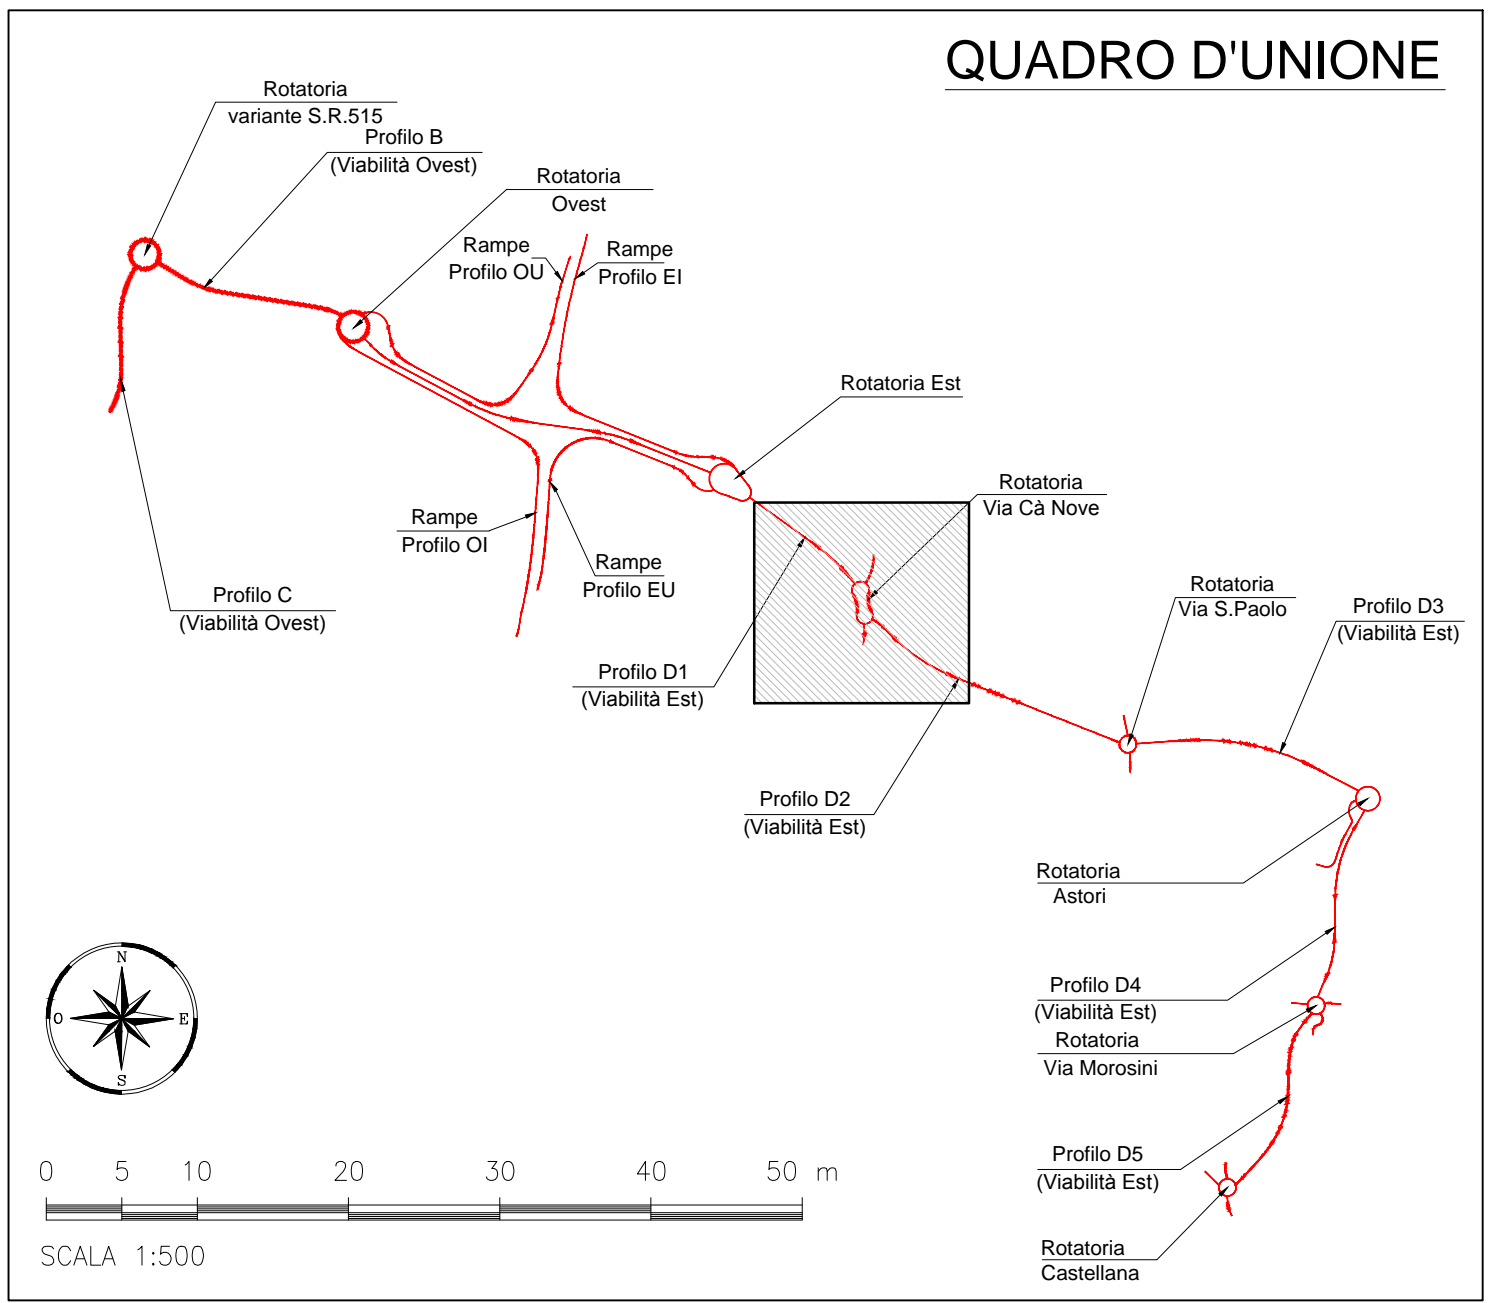 QUADRO D'UNIONE
Rotatoria
variante S.R.515
Profilo B
(Viabilità Ovest)
Rotatoria
Ovest
Rampe
Profilo OU
Rampe
Profilo EI
Rotatoria Est
Rotatoria
Via Cà Nove
Rampe
Profilo OI
Rampe
Profilo EU
Profilo C
(Viabilità Ovest)
Rotatoria
Via S.Paolo
Profilo D3
(Viabilità Est)
Profilo D1
(Viabilità Est)
Profilo D2
(Viabilità Est)
Rotatoria
Astori
Profilo D4
(Viabilità Est)
Rotatoria
Via Morosini
Profilo D5
(Viabilità Est)
Rotatoria
Castellana
N
O E
S
0 5 10 20 30 40 50 m
SCALA 1:500